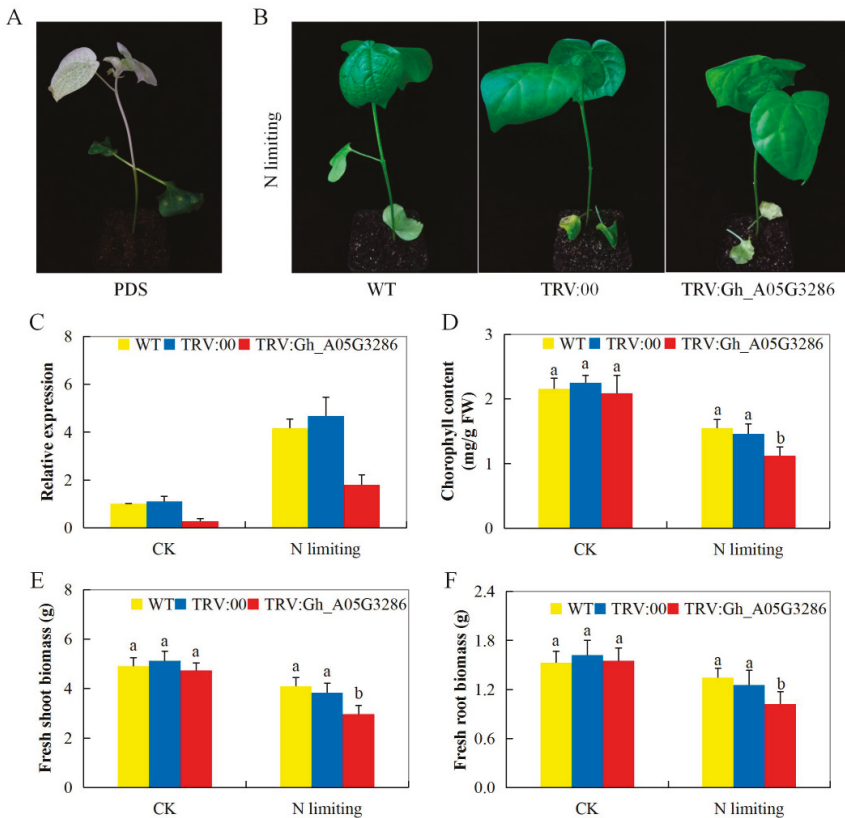 A
B
N limiting
PDS
WT
TRV:00
TRV:Gh_A05G3286
C
WT TRV:00 TRV:Gh_A05G3286
Relative expression
8
6
4
2
0
CK
N limiting
D
WT TRV:00 TRV:Gh_A05G3286
Chorophyll content
(mg/g FW)
3
2
1
0
a a a
a a b
CK
N limiting
E
WT TRV:00 TRV:Gh_A05G3286
Fresh shoot biomass (g)
8
6
4
2
0
a a a
a a b
CK
N limiting
F
WT TRV:00 TRV:Gh_A05G3286
Fresh root biomass (g)
2.4
1.8
1.2
0.6
0.0
a a a
a a b
CK
N limiting